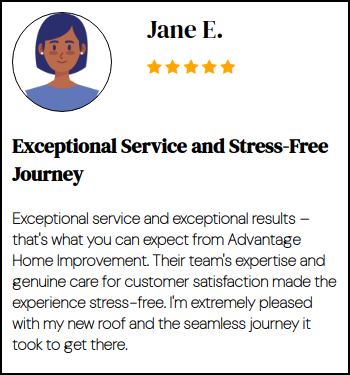 Jane E.
Exceptional Service and Stress-Free
Journey
Exceptional service and exceptional results –
that's what you can expect from Advantage
Home Improvement. Their team's expertise and
genuine care for customer satisfaction made the
experience stress-free. I'm extremely pleased
with my new roof and the seamless journey it
took to get there.